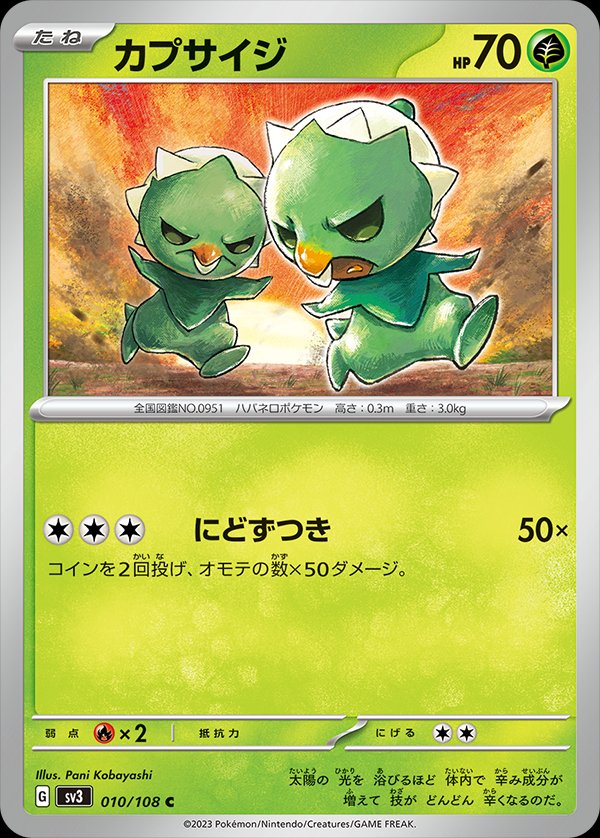 たね カプサイジ HP70
全国図鑑NO.0951 ハバネロポケモン 高さ:0.3m 重さ:3.0kg
にどずつき 50×
コインを2回投げ、オモテの数×50ダメージ。
弱点 ×2 抵抗力 にげる
Illus. Pani Kobayashi
G sv3 010/108 C
太陽の 光を 浴びるほど 体内で 辛み成分が
増えて 技が どんどん 辛くなるのだ。
©2023 Pokémon/Nintendo/Creatures/GAME FREAK.